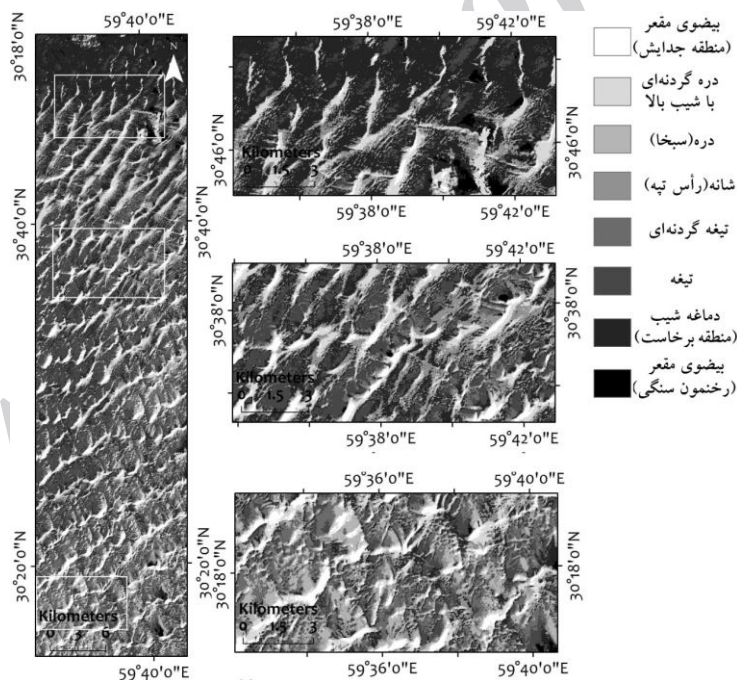 59°40'0"E
30°18'0"N
N
30°40'0"N
30°40'0"N
30°20'0"N
30°20'0"N
Kilometers
0 3 6
59°40'0"E
59°38'0"E
59°42'0"E
30°46'0"N
30°46'0"N
Kilometers
0 1.5 3
59°38'0"E
59°42'0"E
59°38'0"E
59°42'0"E
30°38'0"N
30°38'0"N
Kilometers
0 1.5 3
59°38'0"E
59°42'0"E
59°36'0"E
59°40'0"E
30°18'0"N
30°18'0"N
Kilometers
0 1.5 3
59°36'0"E
59°40'0"E
بیضوی مقعر
(منطقه جدایش)
دره گردنه‌ای
با شیب بالا
دره(سبخا)
شانه(رأس تپه)
تیغه گردنه‌ای
تیغه
دماغه شیب
(منطقه برخاست)
بیضوی مقعر
(رخنمون سنگی)